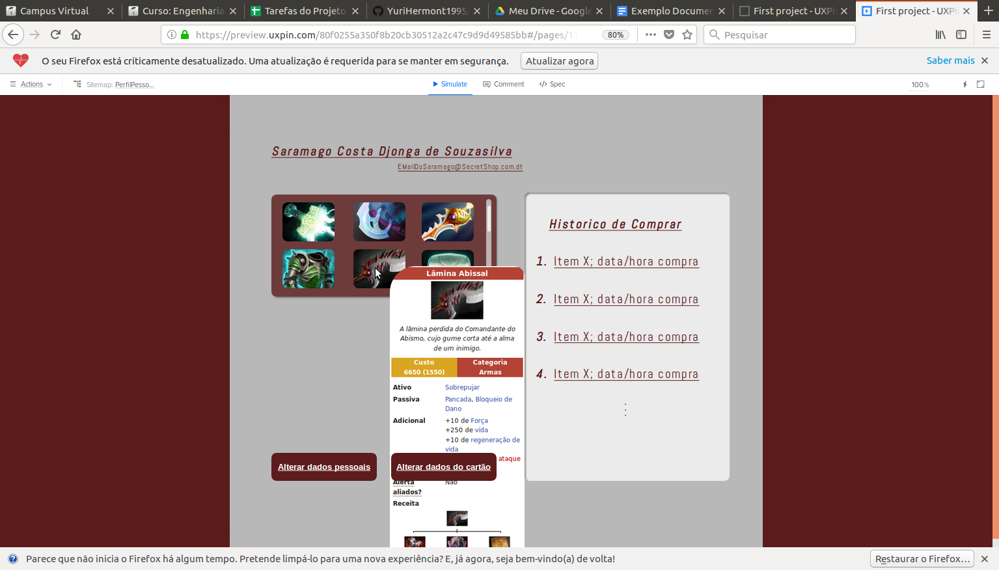 Campus Virtual
Curso: Engenharia
Tarefas do Projeto
YuriHermont1995/
Meu Drive - Google
Exemplo Documen
First project - UXPi
First project - UXPi
https://preview.uxpin.com/80f0255a350f8b20cb30512a2c47c9d9d49585bb#/pages/11
80%
Pesquisar
O seu Firefox está criticamente desatualizado. Uma atualização é requerida para se manter em segurança.
Atualizar agora
Saber mais
Actions
Sitemap: PerfilPesso...
Simulate
Comment
Spec
100%
Saramago Costa Djonga de Souzasilva
EMailDoSaramago@SecretShop.com.dt
Historico de Comprar
1. Item X; data/hora compra
2. Item X; data/hora compra
3. Item X; data/hora compra
4. Item X; data/hora compra
Lâmina Abissal
A lâmina perdida do Comandante do
Abismo, cujo gume corta até a alma
de um inimigo.
Custo
6650 (1550)
Categoria
Armas
Ativo Sobrepujar
Passiva Pancada, Bloqueio de
Dano
Adicional +10 de Força
+250 de vida
+10 de regeneração de
vida
ataque
Alterar dados pessoais
Alterar dados do cartão
Alerta Não
aliados?
Receita
Parece que não inicia o Firefox há algum tempo. Pretende limpá-lo para uma nova experiência? E, já agora, seja bem-vindo(a) de volta!
Restaurar o Firefox...